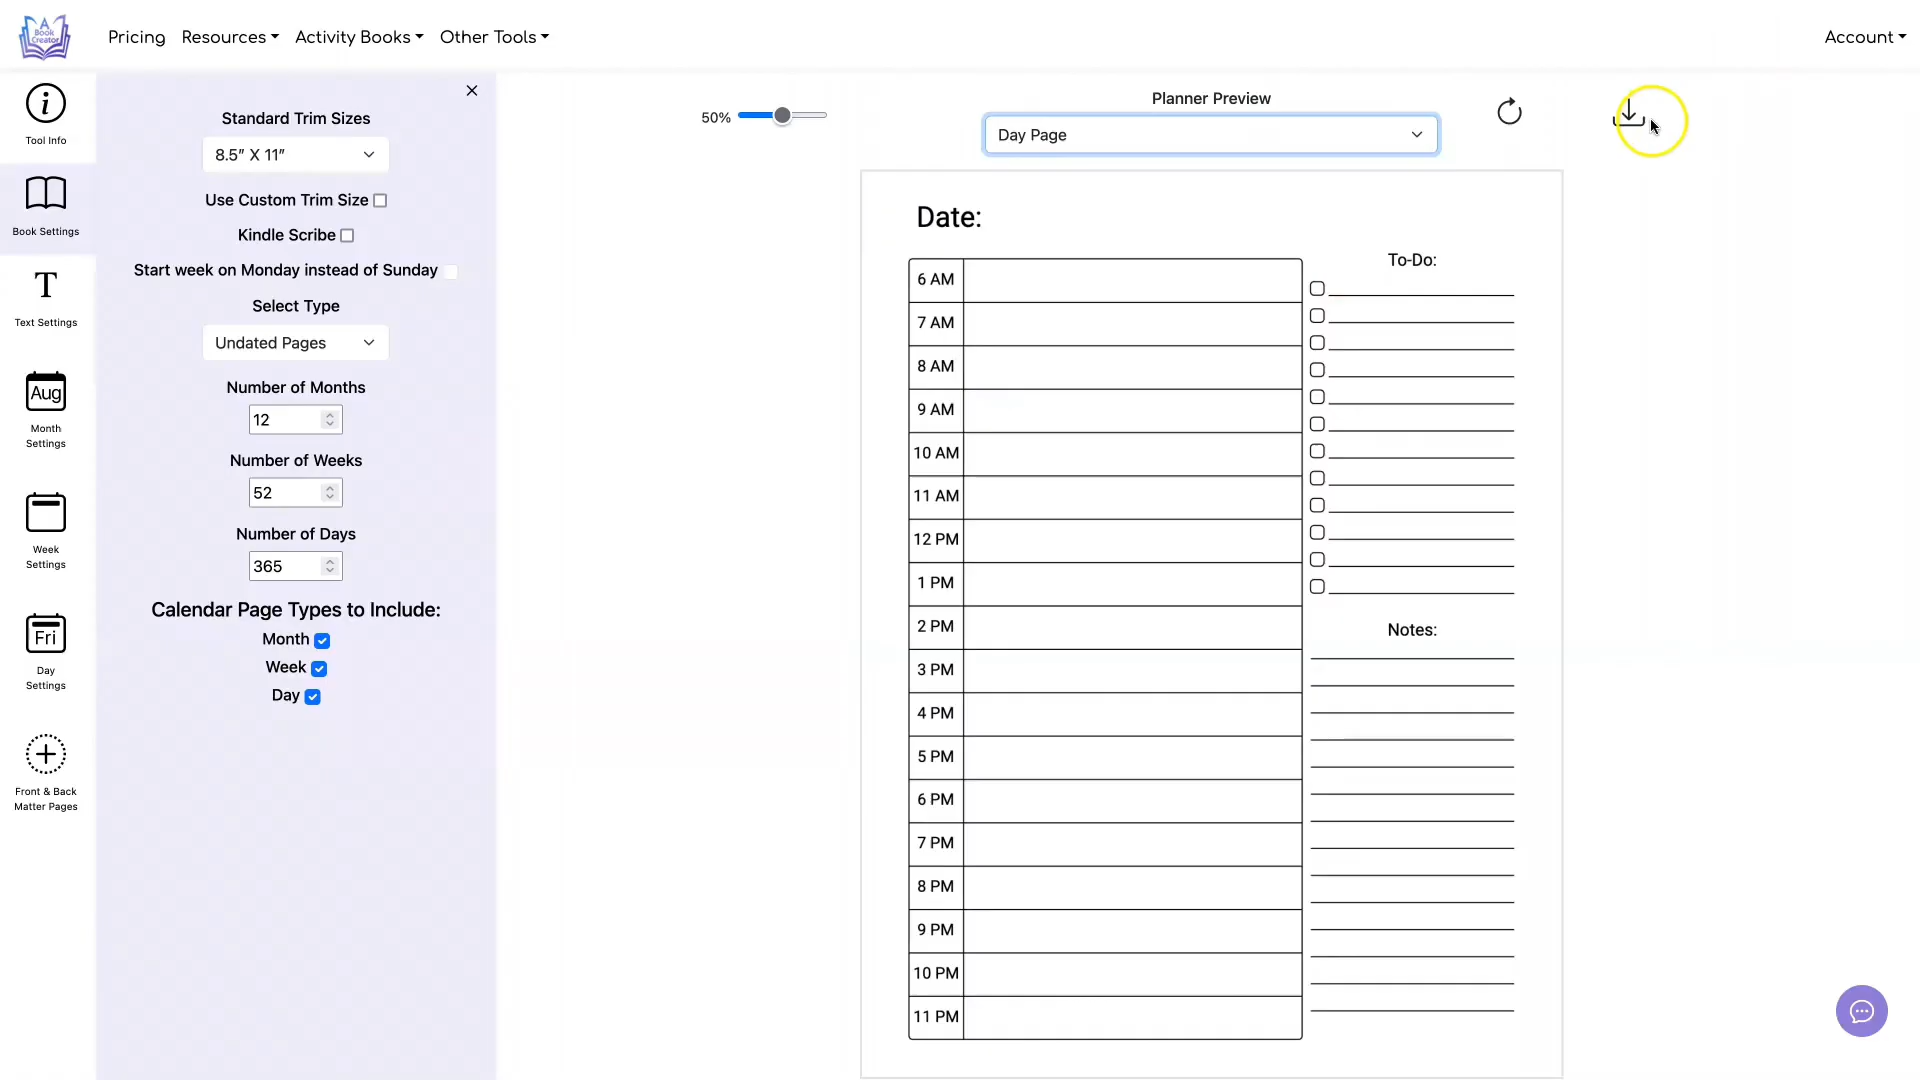 A
Book
Creator
Pricing
Resources
Activity Books
Other Tools
Account
Tool Info
Book Settings
Text Settings
Aug
Month
Settings
Week
Settings
Fri
Day
Settings
Front & Back
Matter Pages
Standard Trim Sizes
8.5" X 11"
Use Custom Trim Size
Kindle Scribe
Start week on Monday instead of Sunday
Select Type
Undated Pages
Number of Months
12
Number of Weeks
52
Number of Days
365
Calendar Page Types to Include:
Month
Week
Day
50%
Planner Preview
Day Page
Date:
6 AM
7 AM
8 AM
9 AM
10 AM
11 AM
12 PM
1 PM
2 PM
3 PM
4 PM
5 PM
6 PM
7 PM
8 PM
9 PM
10 PM
11 PM
To-Do:
Notes: